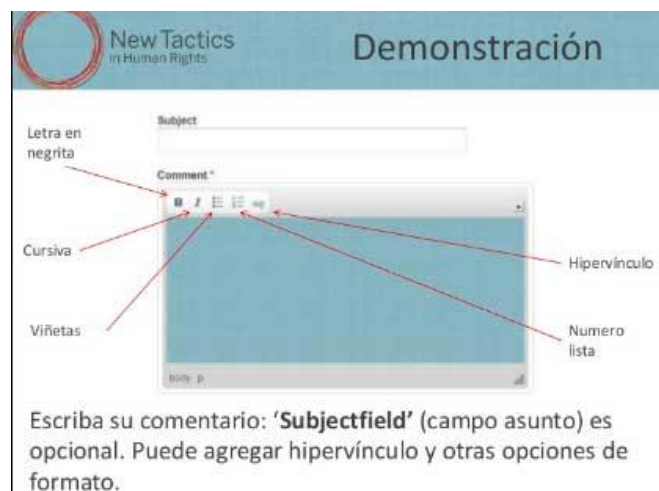 New Tactics
in Human Rights
Demonstración
Subject
Letra en
negrita
Comment *
B I
Cursiva
Hipervínculo
Viñetas
Numero
lista
body p
Escriba su comentario: ‘Subjectfield’ (campo asunto) es
opcional. Puede agregar hipervínculo y otras opciones de
formato.